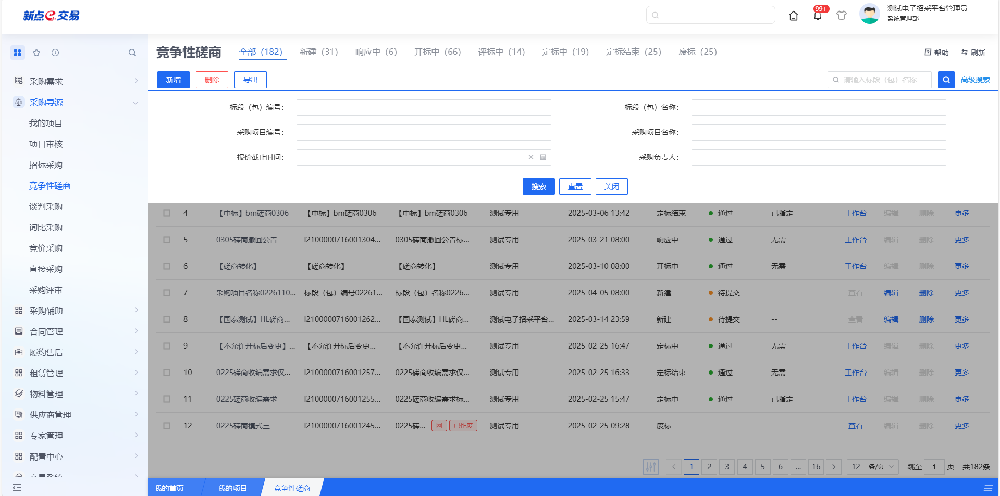 新点e交易
99+
测试电子招采平台管理员
系统管理部
竞争性磋商
全部（182） 新建（31） 响应中（6） 开标中（66） 评标中（14） 定标中（19） 定标结束（25） 废标（25）
帮助 刷新
新增 删除 导出
请输入标段（包）名称 高级搜索
采购需求
采购寻源
我的项目
项目审核
招标采购
竞争性磋商
谈判采购
询比采购
竞价采购
直接采购
采购评审
采购辅助
合同管理
履约售后
租赁管理
物料管理
供应商管理
专家管理
配置中心
交易系统
标段（包）编号： 标段（包）名称：
采购项目编号： 采购项目名称：
报价截止时间： 采购负责人：
搜索 重置 关闭
4 【中标】bm磋商0306 【中标】bm磋商0306 【中标】bm磋商0306 测试专用 2025-03-06 13:42 定标结束 通过 已指定 工作台 编辑 删除 更多
5 0305磋商撤回公告 I2100000716001304... 0305磋商撤回公告标... 测试专用 2025-03-21 08:00 响应中 通过 无需 工作台 编辑 删除 更多
6 【磋商转化】 【磋商转化】 【磋商转化】 测试专用 2025-03-10 08:00 开标中 通过 无需 工作台 编辑 删除 更多
7 采购项目名称0226110... 标段（包）编号02261... 标段（包）名称0226... 测试专用 2025-04-05 08:00 新建 待提交 -- 查看 编辑 删除 更多
8 【国泰测试】HL磋商... I2100000716001262... 【国泰测试】HL磋商... 测试电子招采平台... 2025-03-14 23:59 新建 待提交 -- 查看 编辑 删除 更多
9 【不允许开标后变更】... 【不允许开标后变更... 【不允许开标后变更... 测试专用 2025-02-25 16:47 定标中 通过 无需 工作台 编辑 删除 更多
10 0225磋商收编需求仅... I2100000716001257... 0225磋商收编需求仅... 测试专用 2025-02-25 16:33 定标结束 通过 无需 工作台 编辑 删除 更多
11 0225磋商收编需求 I2100000716001255... 0225磋商收编需求标... 测试专用 2025-02-25 15:47 定标中 通过 已指定 工作台 编辑 删除 更多
12 0225磋商模式三 I2100000716001245... 0225磋... 网 已作废 测试专用 2025-02-25 09:28 废标 -- -- 查看 编辑 删除 更多
1 2 3 4 5 6 ... 16 12 条/页 跳至 1 页 共182条
我的首页 我的项目 竞争性磋商